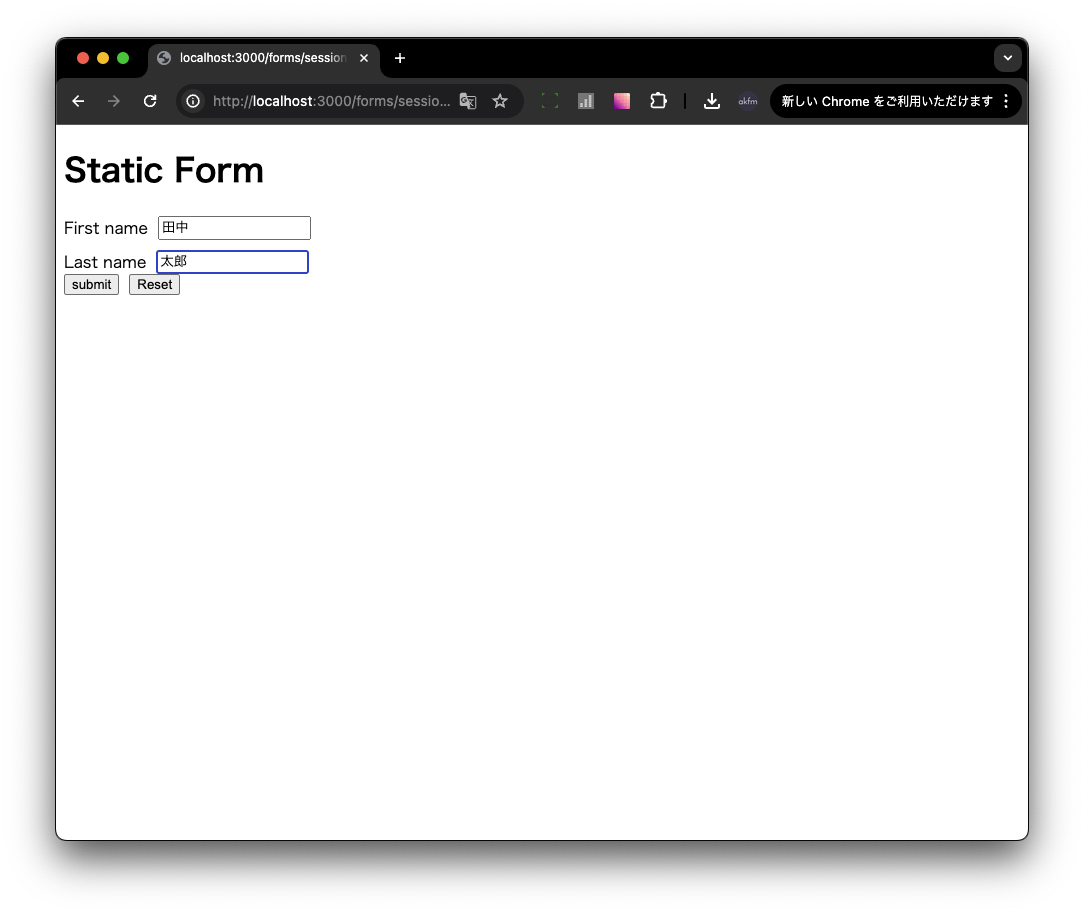 localhost:3000/forms/session
http://localhost:3000/forms/sessio...
akfm
新しい Chrome をご利用いただけます
Static Form
First name 田中
Last name 太郎
submit Reset